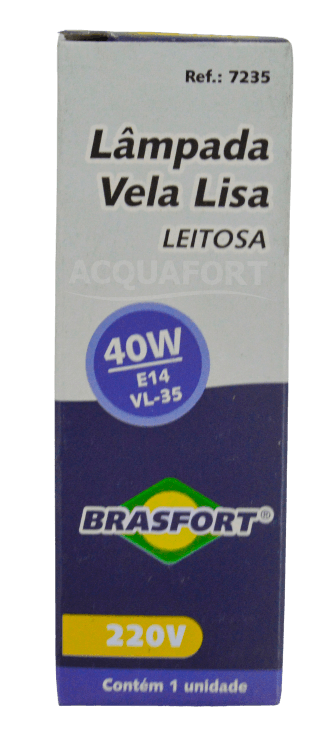 Ref.: 7235
Lâmpada
Vela Lisa
LEITOSA
ACQUAFORT
40W
E14
VL-35
BRASFORT®
220V
Contém 1 unidade